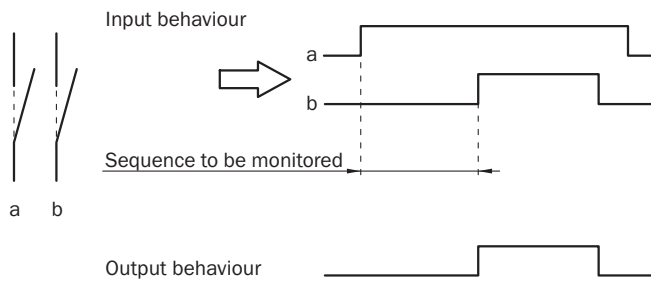 Input behaviour
a
b
Sequence to be monitored
a b
Output behaviour